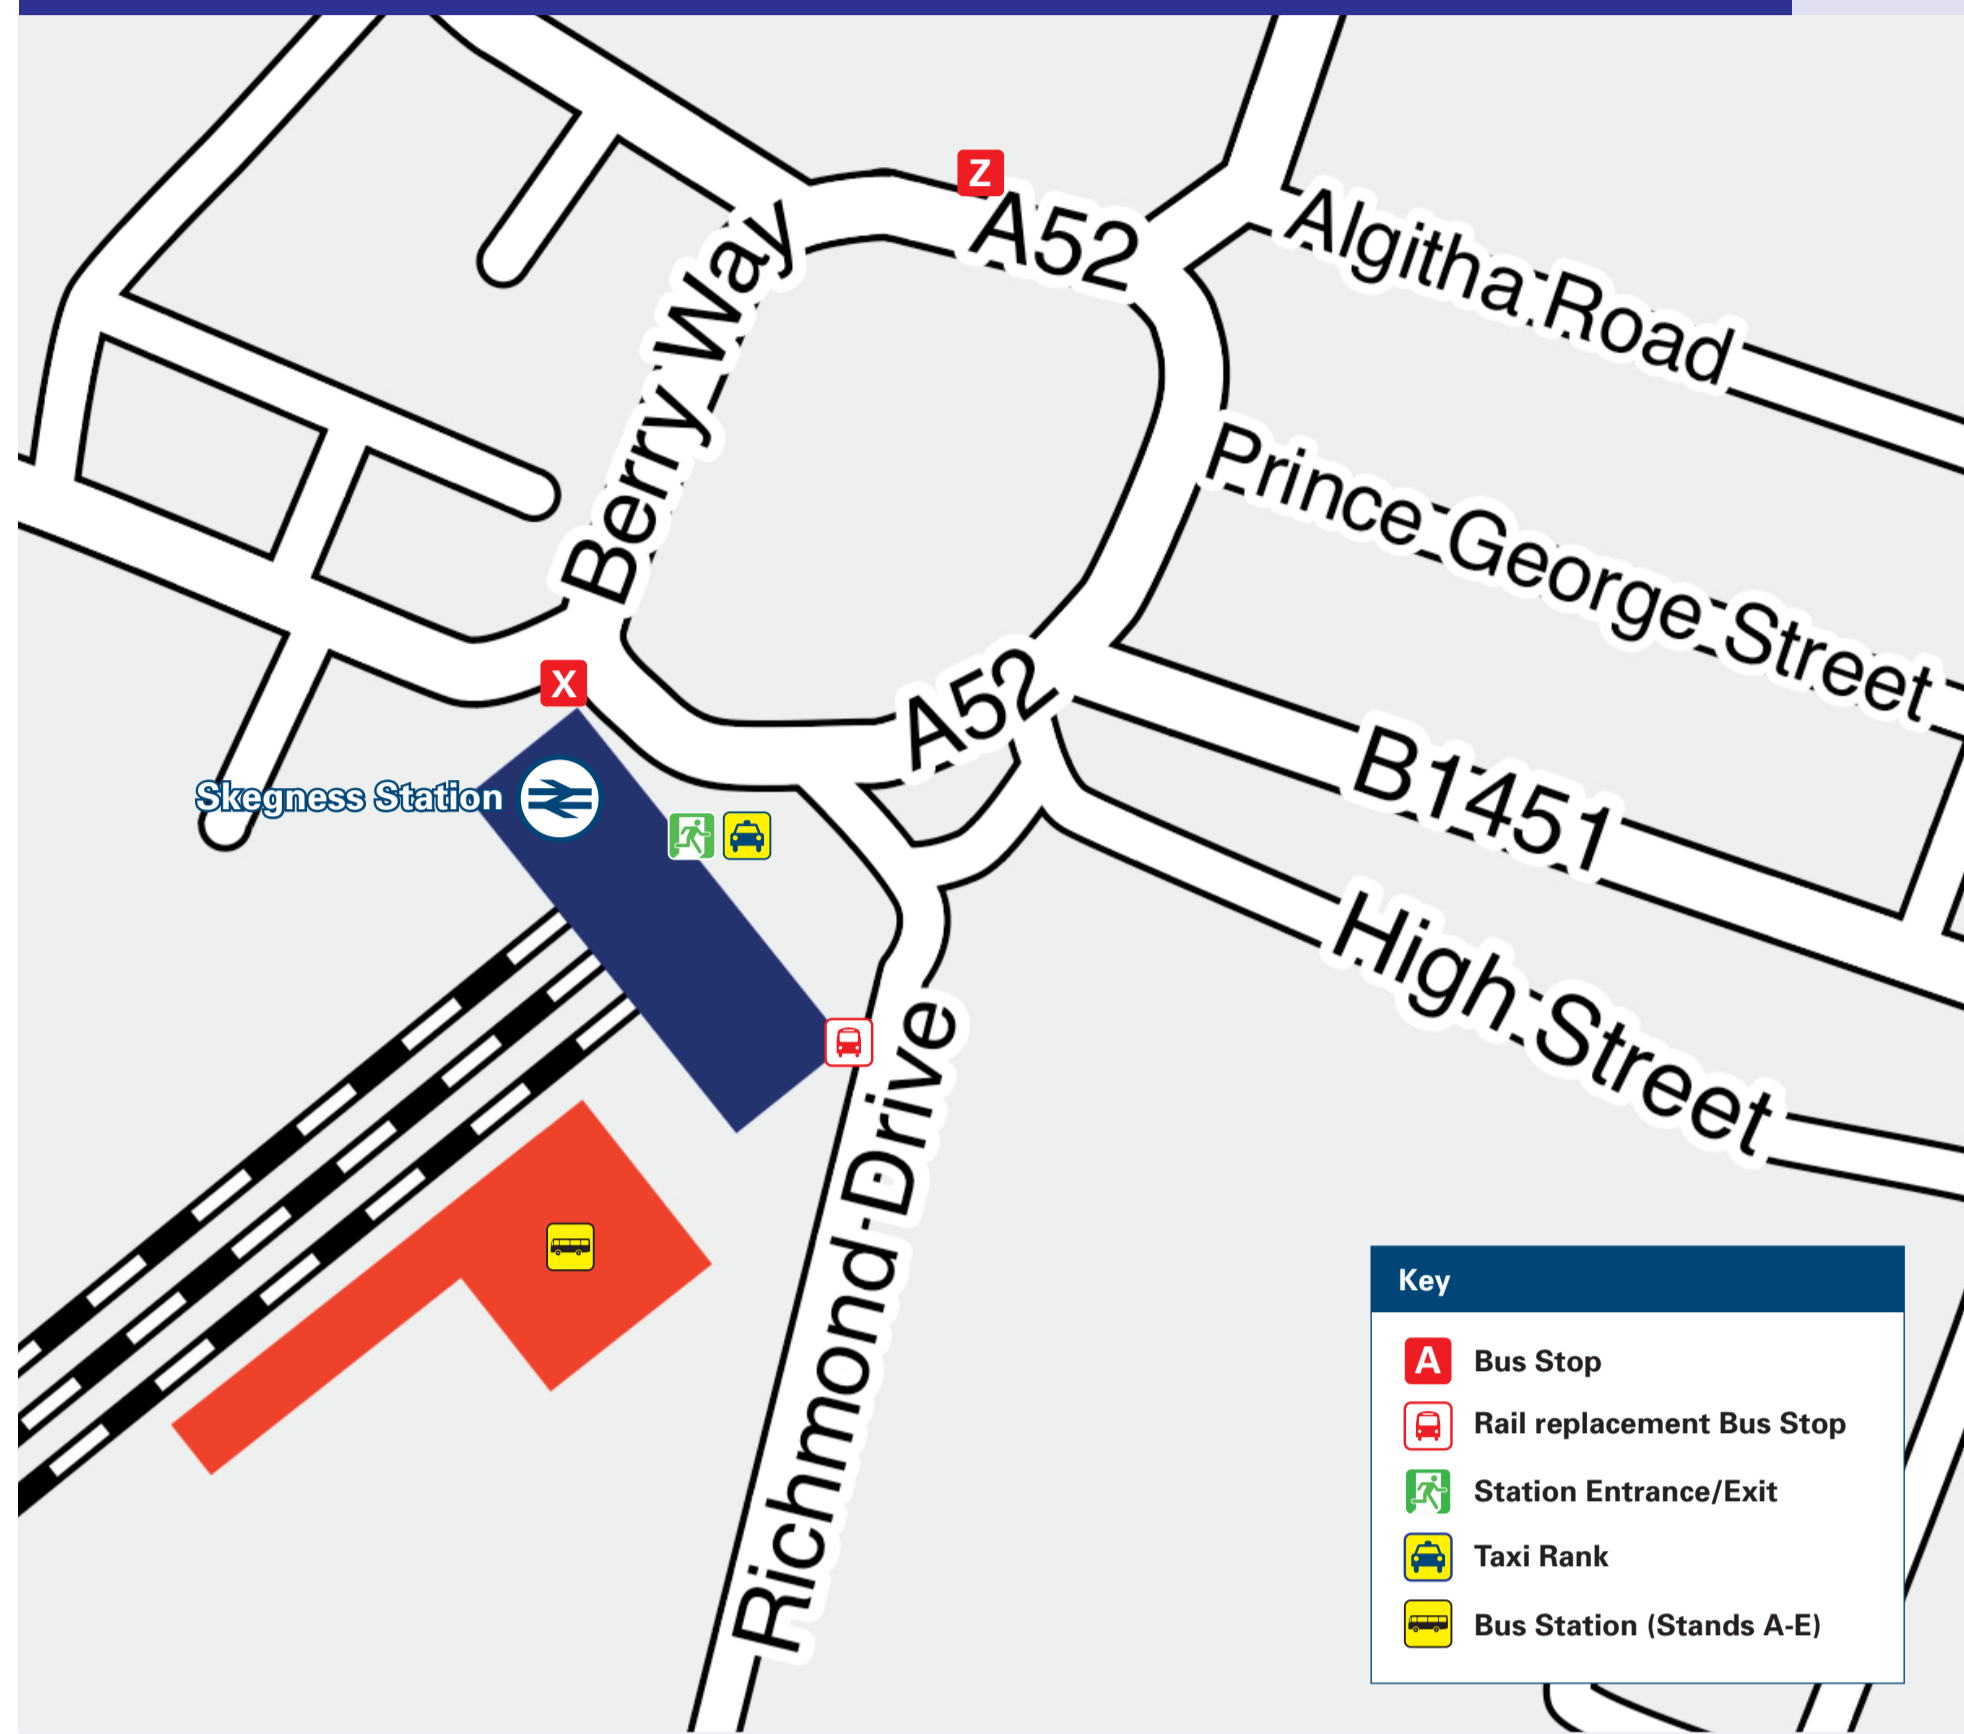 Z
A52
Algitha Road
Berry Way
Prince George Street
X
A52
Skegness Station
B1451
High Street
Richmond Drive
Key
A Bus Stop
Rail replacement Bus Stop
Station Entrance/Exit
Taxi Rank
Bus Station (Stands A-E)